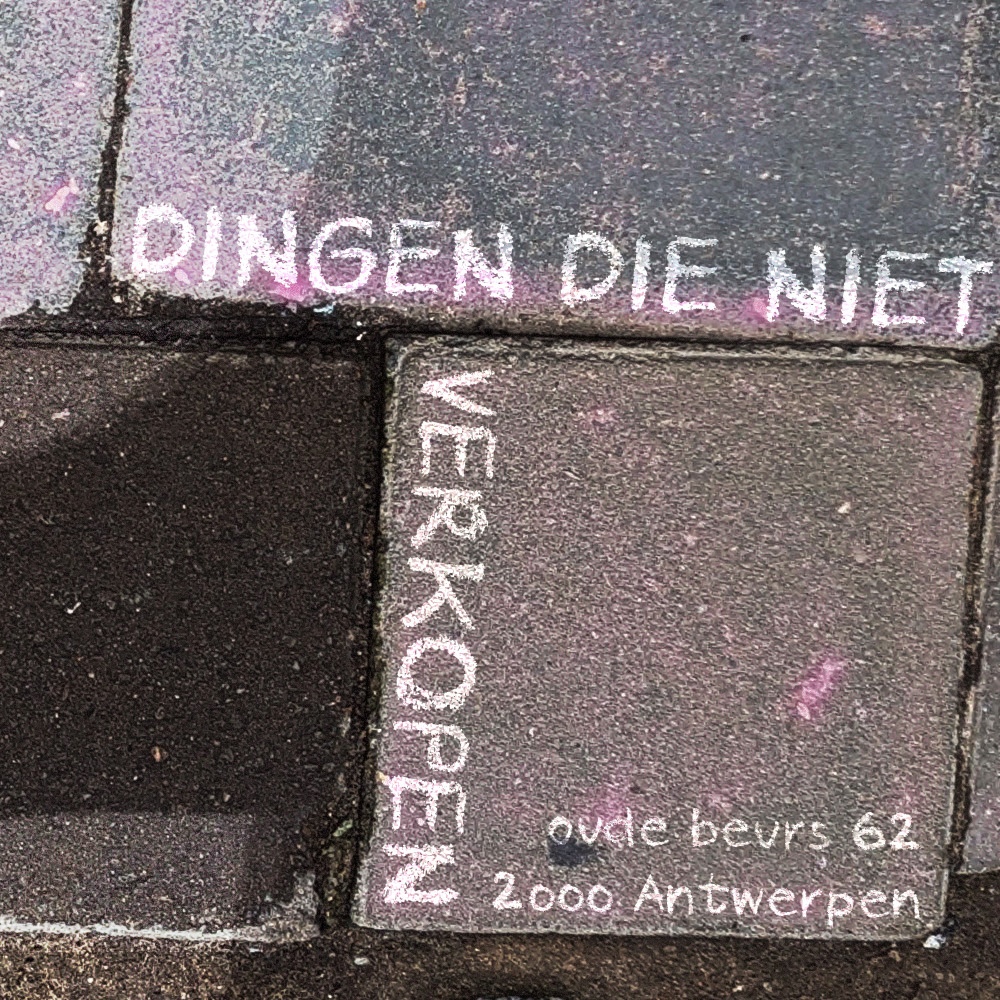 DINGEN DIE NIET
VERKOPEN
oude beurs 62
2000 Antwerpen